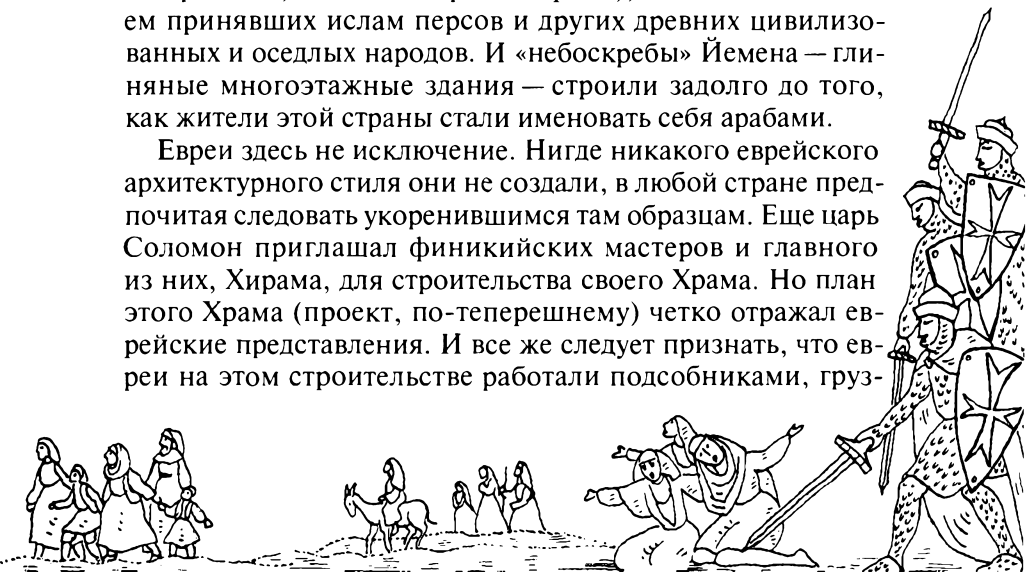 ем принявших ислам персов и других древних цивилизо-
ванных и оседлых народов. И «небоскребы» Йемена — гли-
няные многоэтажные здания — строили задолго до того,
как жители этой страны стали именовать себя арабами.
Евреи здесь не исключение. Нигде никакого еврейского
архитектурного стиля они не создали, в любой стране пред-
почитая следовать укоренившимся там образцам. Еще царь
Соломон приглашал финикийских мастеров и главного
из них, Хирама, для строительства своего Храма. Но план
этого Храма (проект, по-теперешнему) четко отражал ев-
рейские представления. И все же следует признать, что ев-
реи на этом строительстве работали подсобниками, груз-